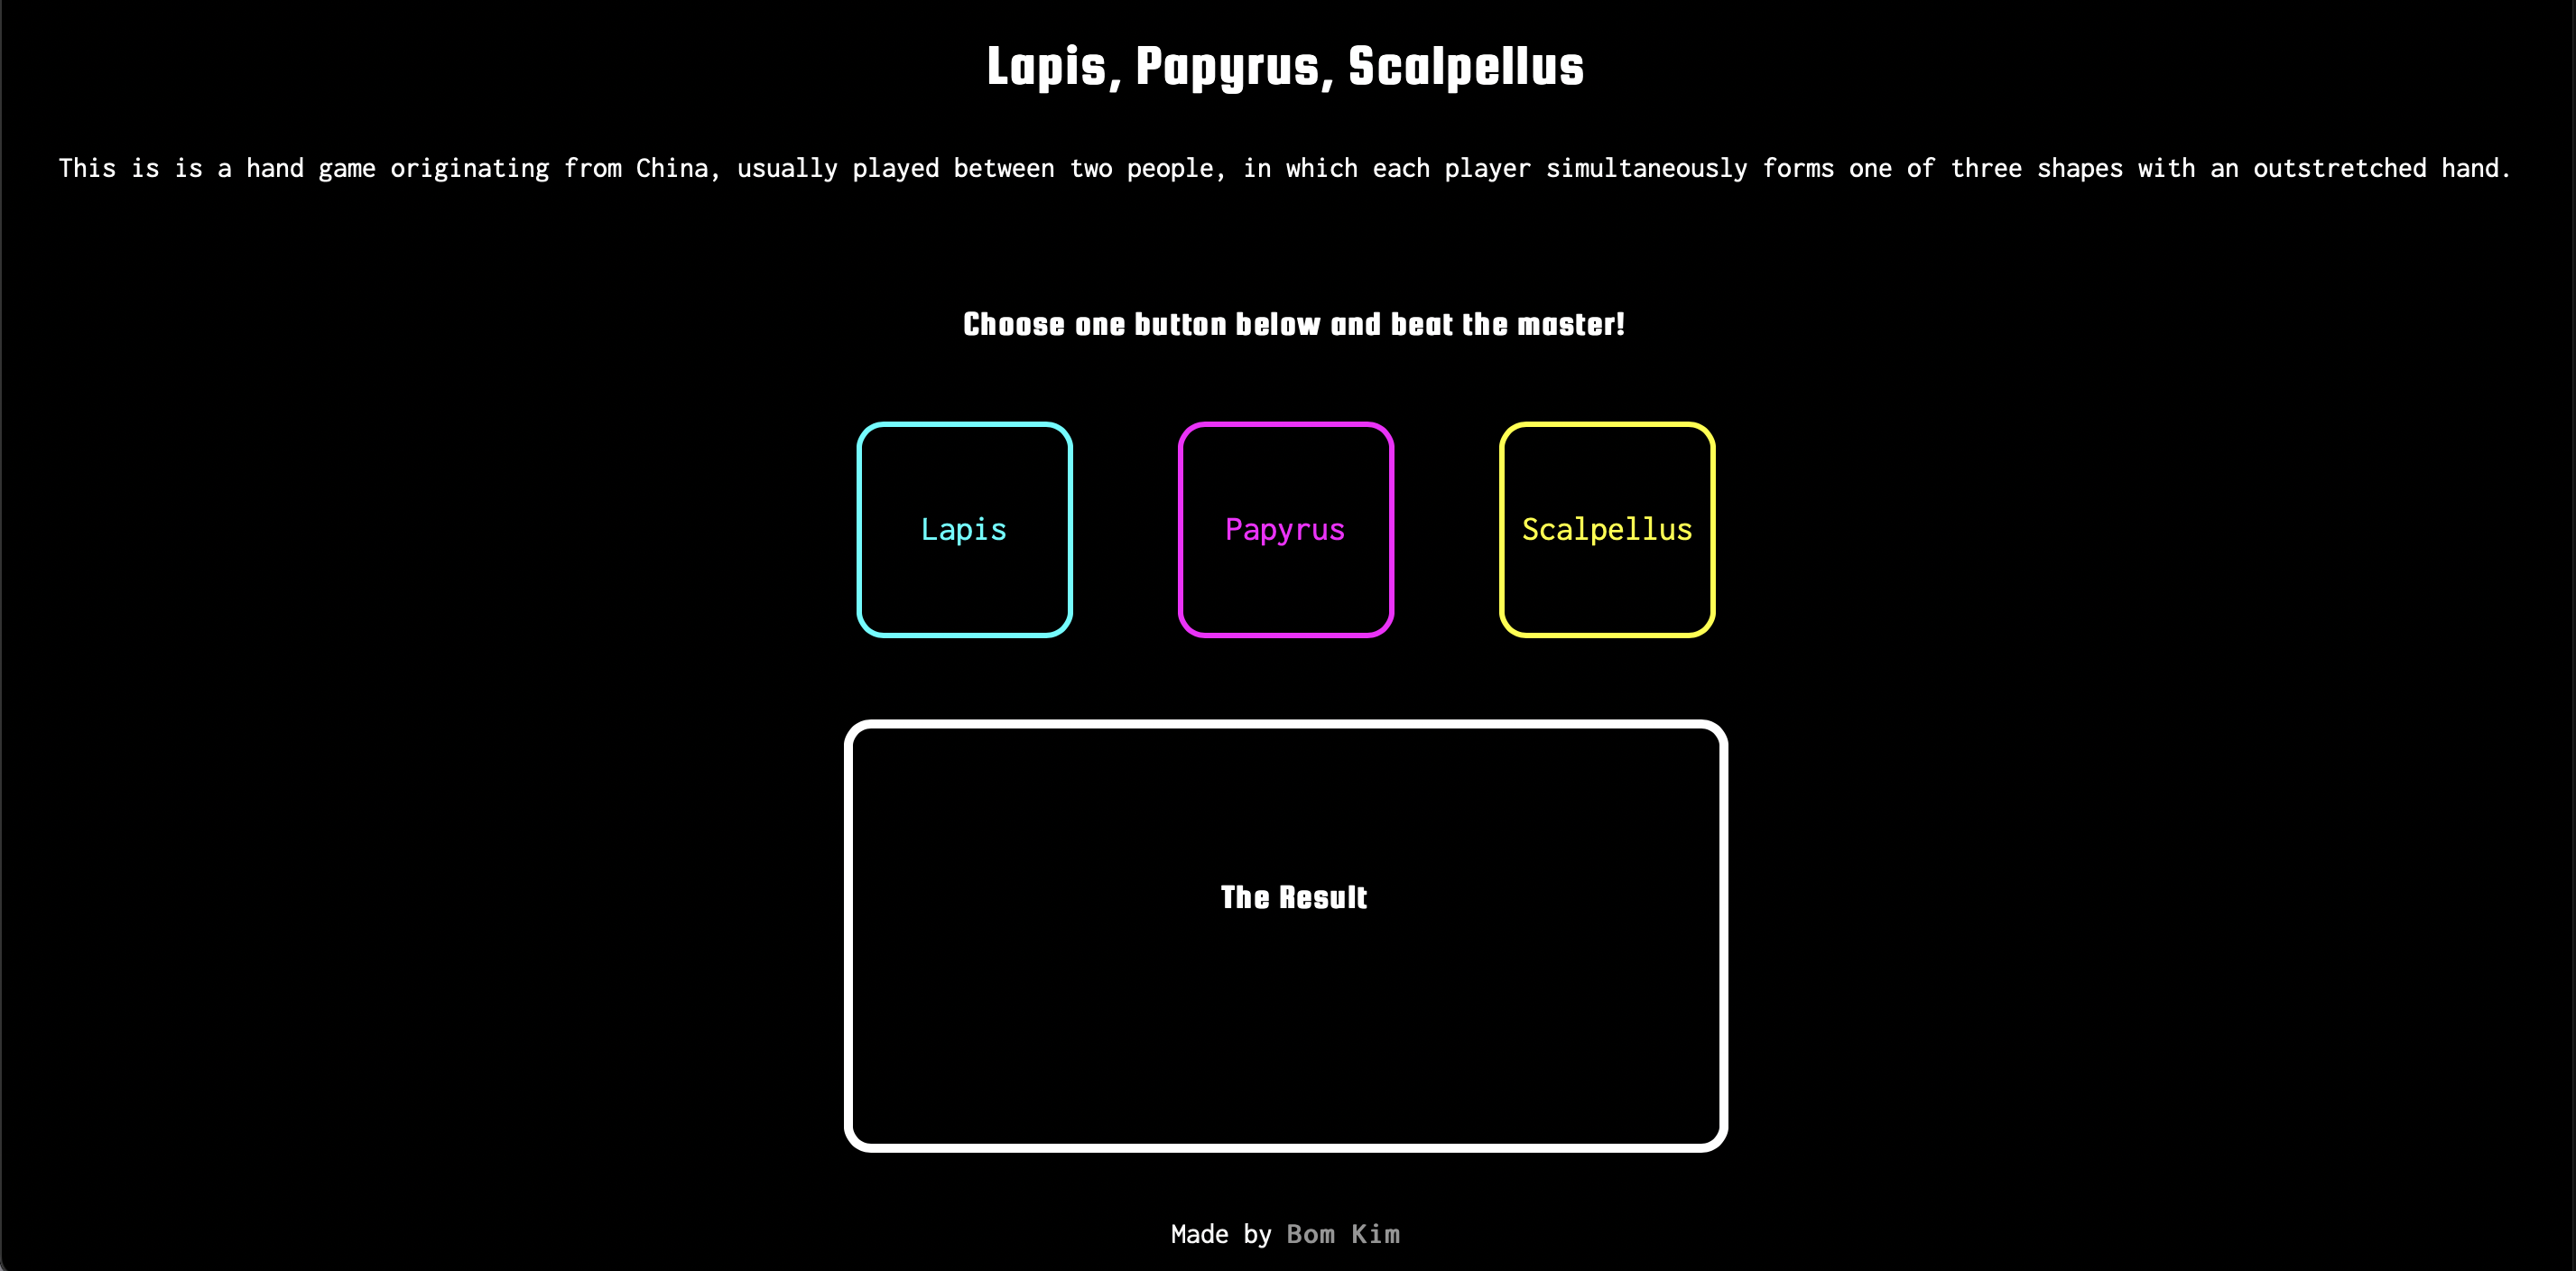 Lapis, Papyrus, Scalpellus
This is is a hand game originating from China, usually played between two people, in which each player simultaneously forms one of three shapes with an outstretched hand.
Choose one button below and beat the master!
Lapis
Papyrus
Scalpellus
The Result
Made by Bom Kim